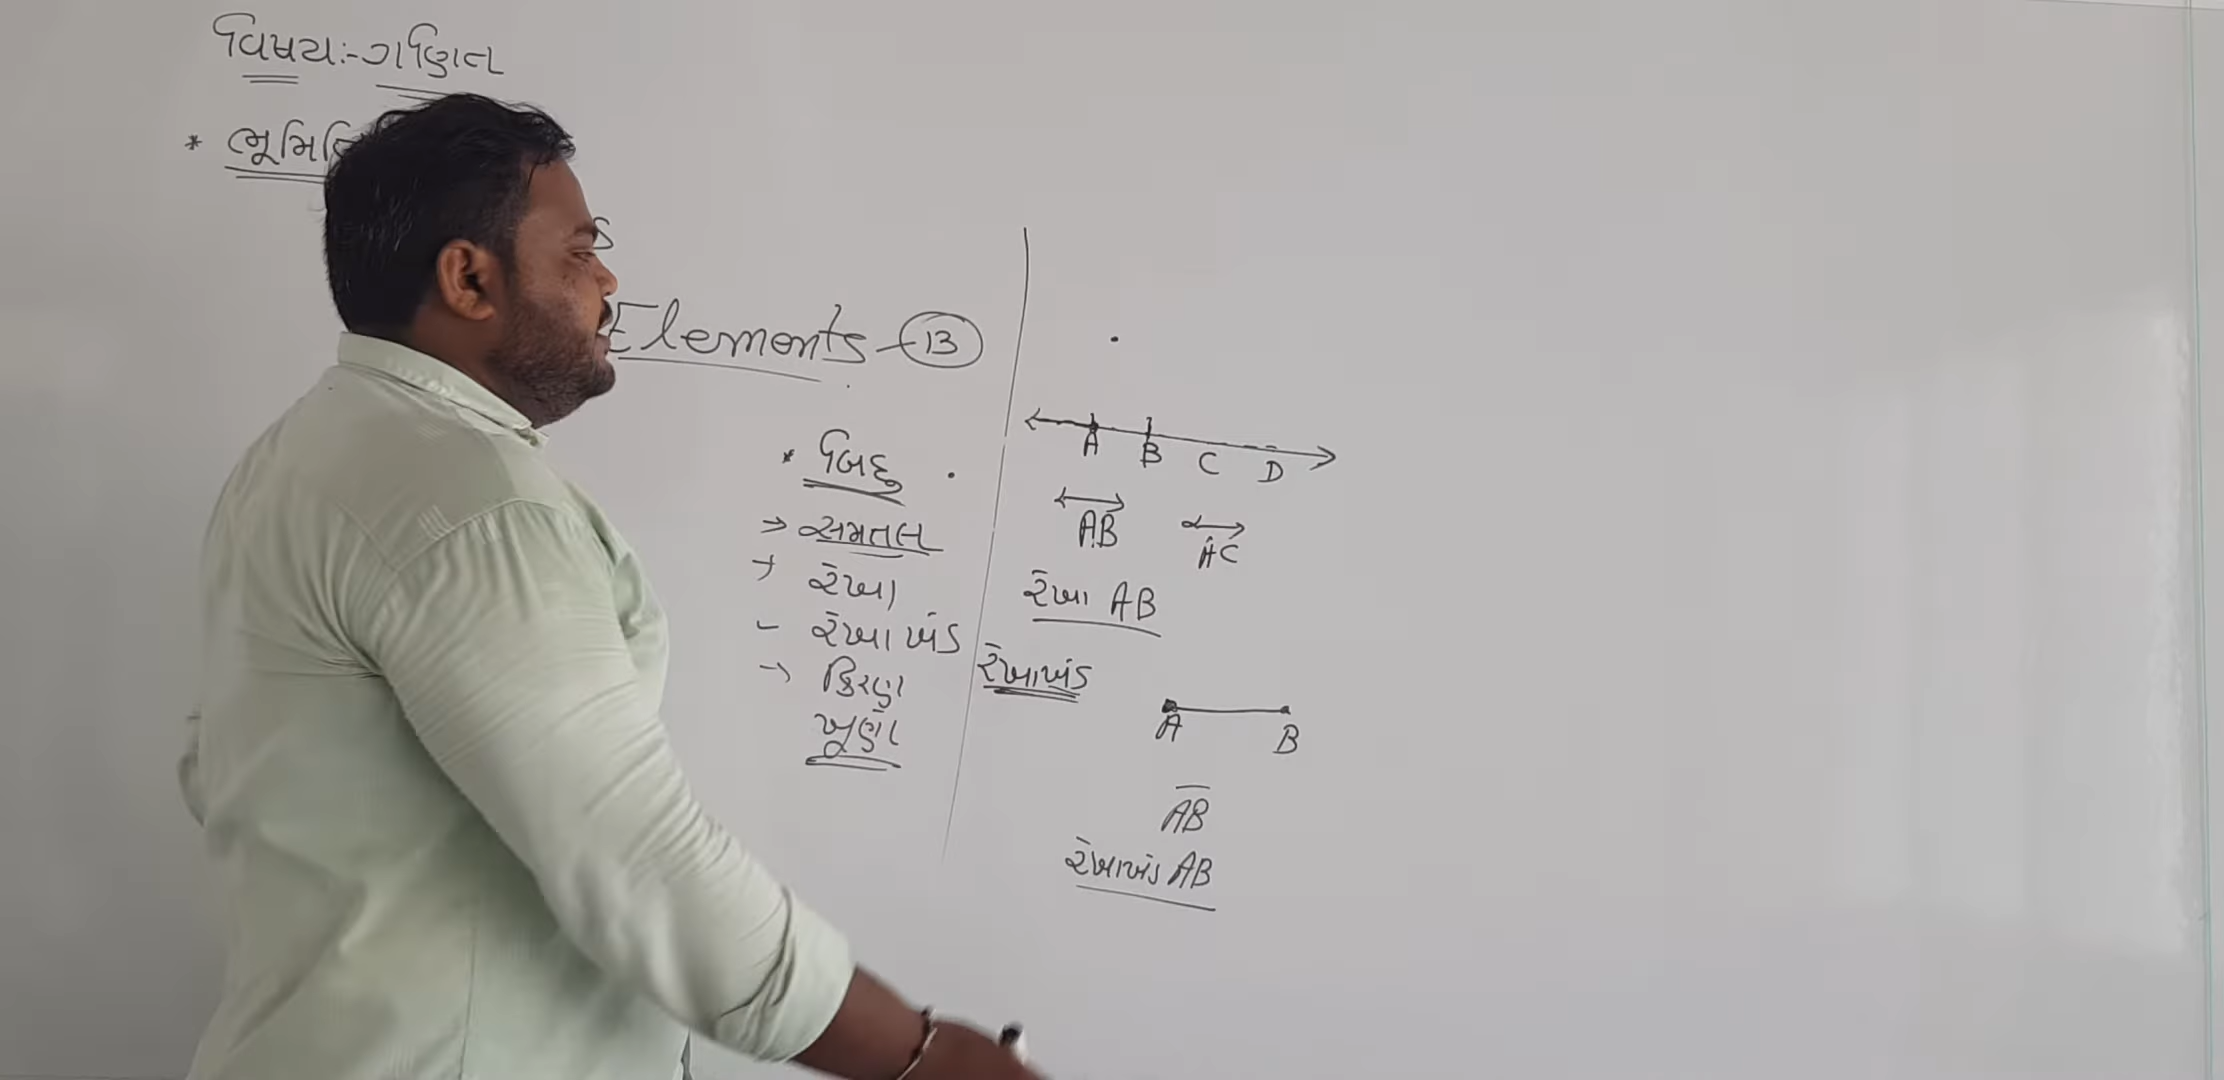 વિષય:- ગણિત
*
Elements - 13
* બિંદુ .
→ સમતલ
→ રેખા
- રેખાખંડ
→ કિરણ
ખૂણો
A B C D
AB AC
રેખા AB
રેખાખંડ
A B
AB
રેખાખંડ AB